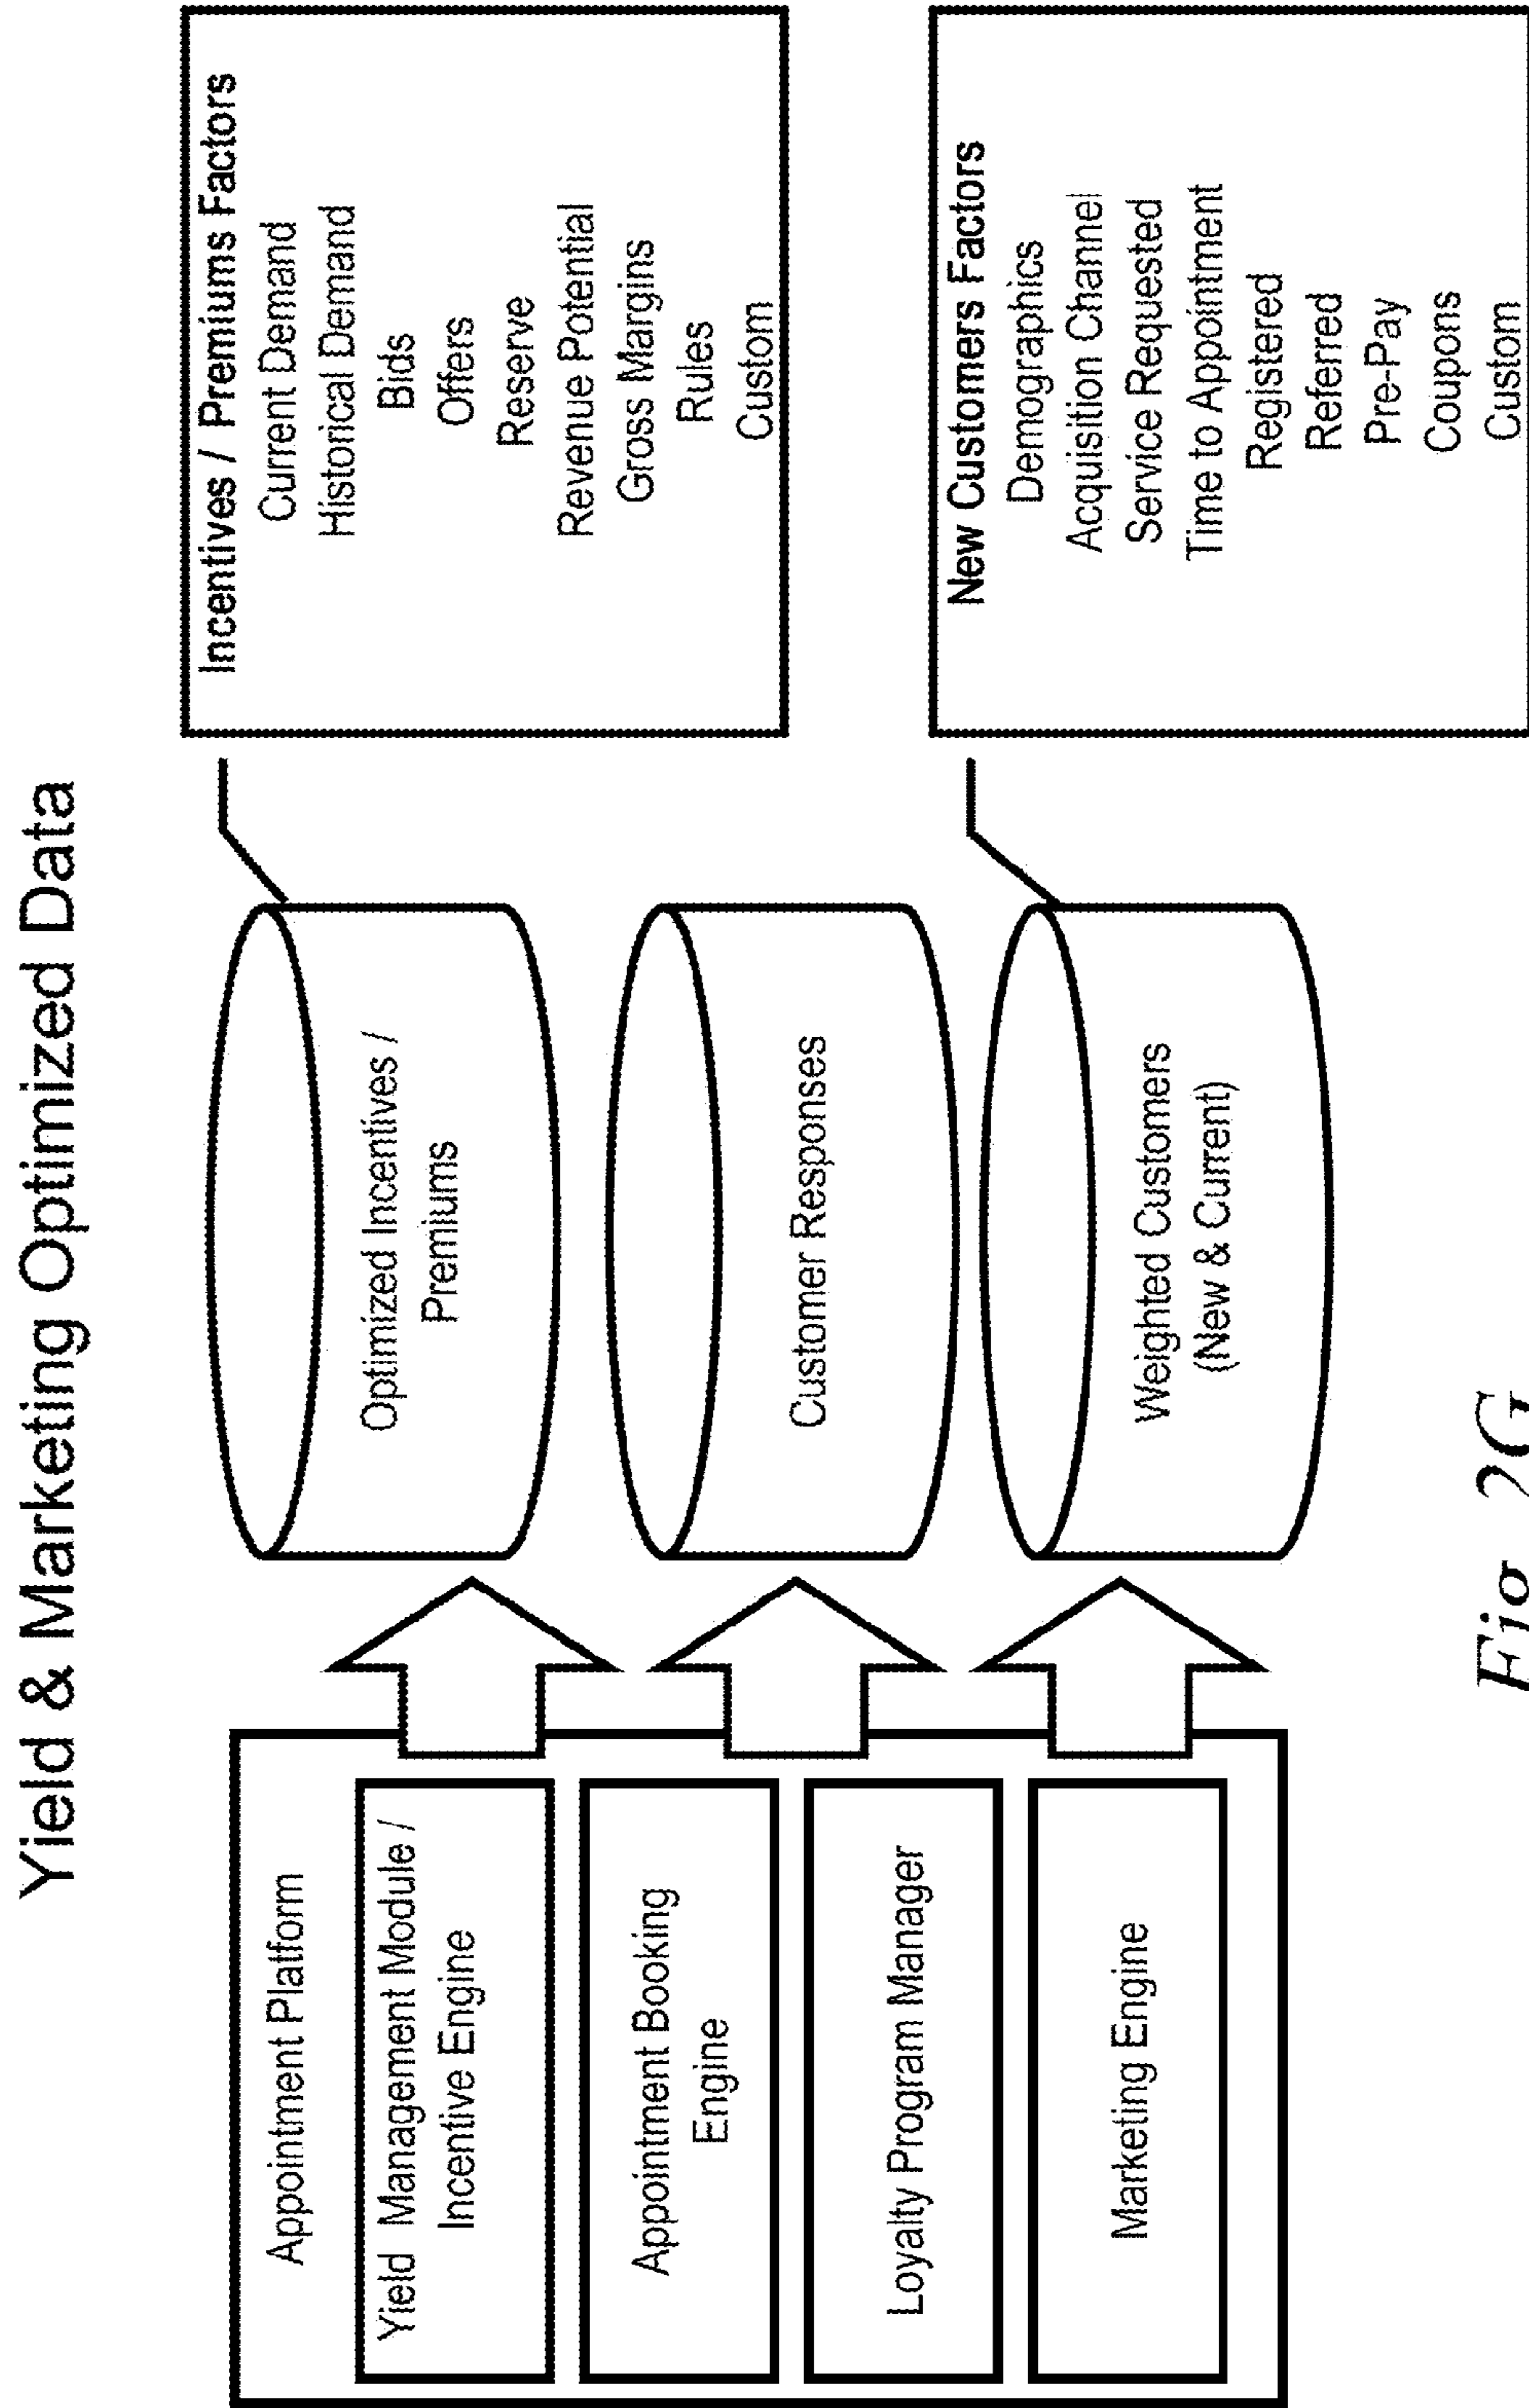 Yield & Marketing Optimized Data
Appointment Platform
Yield Management Module /
Incentive Engine
Appointment Booking
Engine
Loyalty Program Manager
Marketing Engine
Optimized Incentives /
Premiums
Customer Responses
Weighted Customers
(New & Current)
Incentives / Premiums Factors
Current Demand
Historical Demand
Bids
Offers
Reserve
Revenue Potential
Gross Margins
Rules
Custom
New Customers Factors
Demographics
Acquisition Channel
Service Requested
Time to Appointment
Registered
Referred
Pre-Pay
Coupons
Custom
Fig. 2G